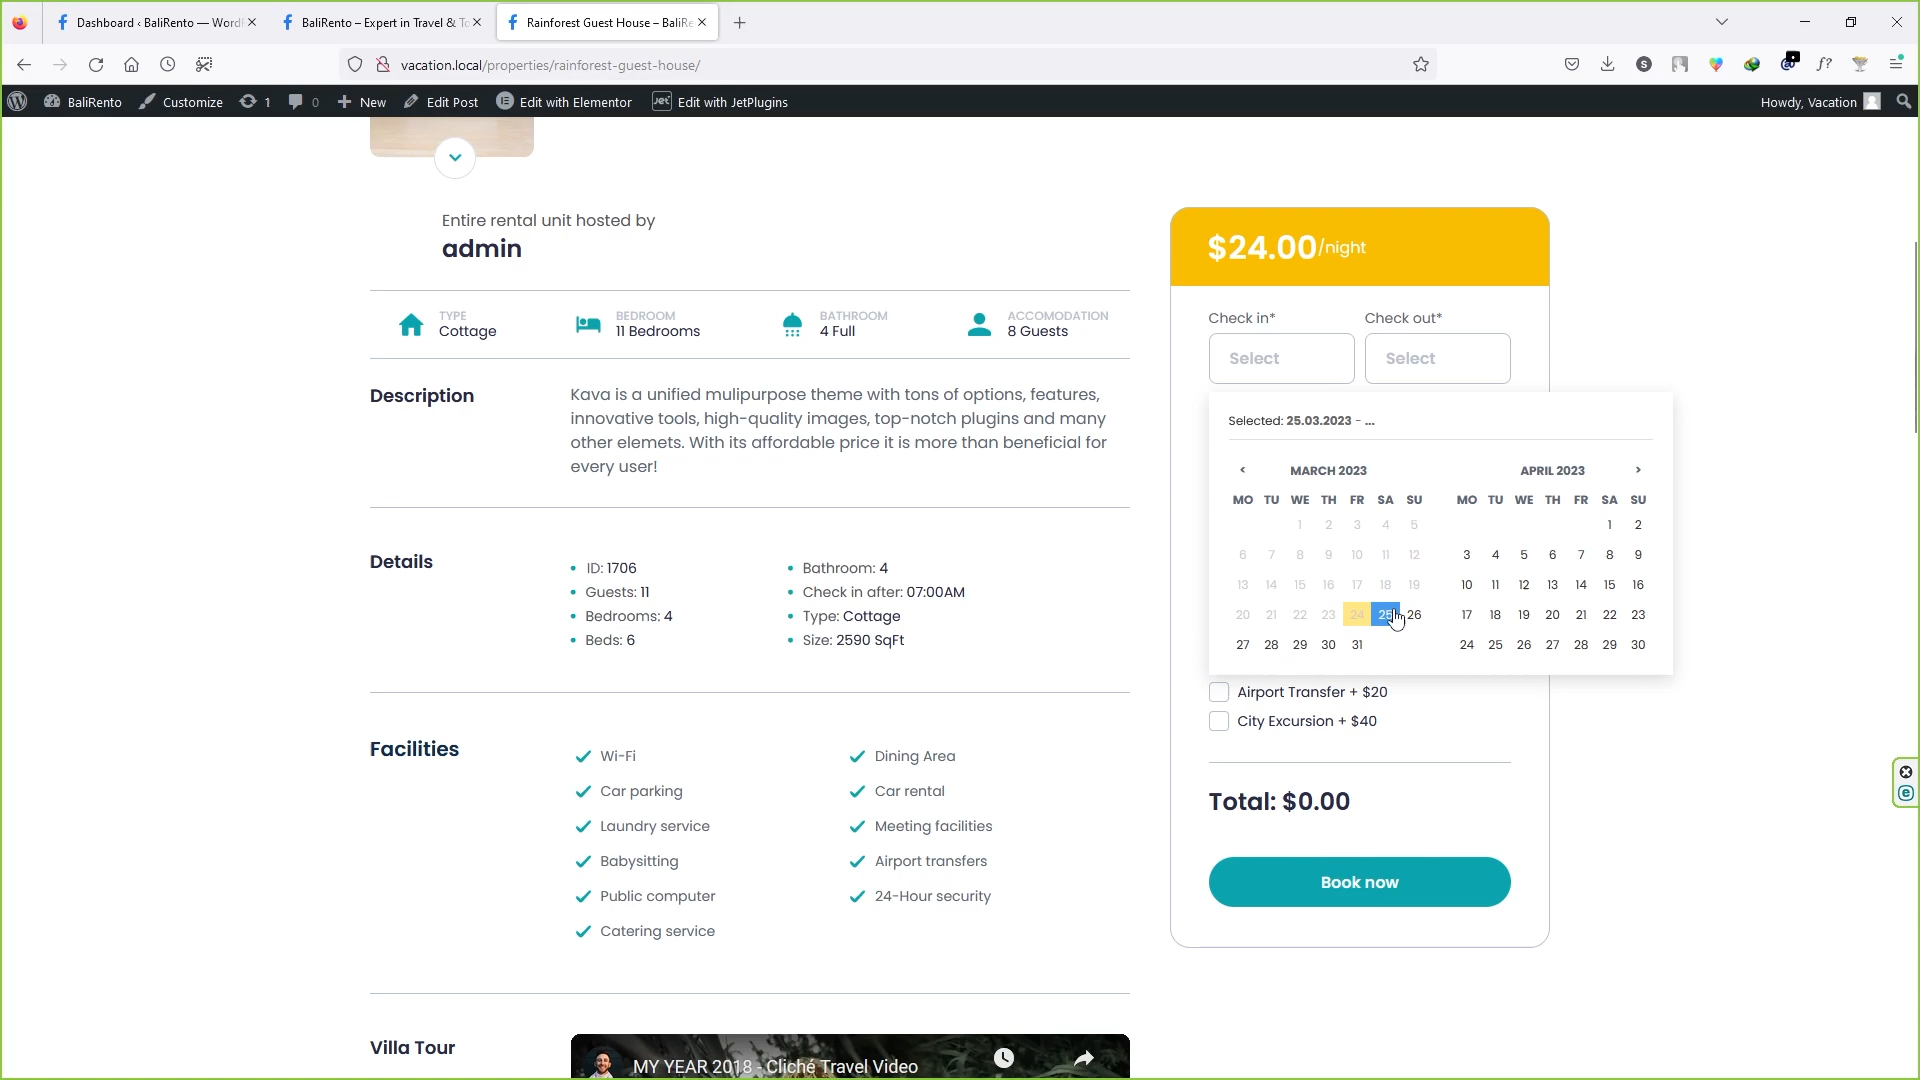 Dashboard ‹ BaliRento — Word
BaliRento – Expert in Travel & To
Rainforest Guest House – BaliRe
vacation.local/properties/rainforest-guest-house/
BaliRento
Customize
1
0
New
Edit Post
Edit with Elementor
Edit with JetPlugins
Howdy, Vacation
Entire rental unit hosted by
admin
TYPE
Cottage
BEDROOM
11 Bedrooms
BATHROOM
4 Full
ACCOMODATION
8 Guests
Description
Kava is a unified mulipurpose theme with tons of options, features,
innovative tools, high-quality images, top-notch plugins and many
other elemets. With its affordable price it is more than beneficial for
every user!
Details
ID: 1706
Guests: 11
Bedrooms: 4
Beds: 6
Bathroom: 4
Check in after: 07:00AM
Type: Cottage
Size: 2590 SqFt
Facilities
Wi-Fi
Car parking
Laundry service
Babysitting
Public computer
Catering service
Dining Area
Car rental
Meeting facilities
Airport transfers
24-Hour security
Villa Tour
MY YEAR 2018 - Cliché Travel Video
$24.00/night
Check in* Check out*
Select Select
Selected: 25.03.2023 - ...
< MARCH 2023
MO TU WE TH FR SA SU
1 2 3 4 5
6 7 8 9 10 11 12
13 14 15 16 17 18 19
20 21 22 23 24 25 26
27 28 29 30 31
APRIL 2023 >
MO TU WE TH FR SA SU
1 2
3 4 5 6 7 8 9
10 11 12 13 14 15 16
17 18 19 20 21 22 23
24 25 26 27 28 29 30
Airport Transfer + $20
City Excursion + $40
Total: $0.00
Book now